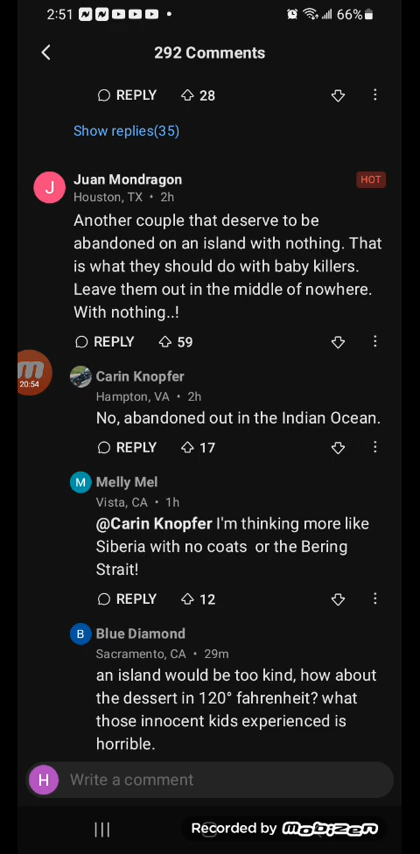 2:51 66%
292 Comments
REPLY 28
Show replies(35)
J Juan Mondragon HOT
Houston, TX • 2h
Another couple that deserve to be
abandoned on an island with nothing. That
is what they should do with baby killers.
Leave them out in the middle of nowhere.
With nothing..!
REPLY 59
20:54
Carin Knopfer
Hampton, VA • 2h
No, abandoned out in the Indian Ocean.
REPLY 17
M Melly Mel
Vista, CA • 1h
@Carin Knopfer I'm thinking more like
Siberia with no coats or the Bering
Strait!
REPLY 12
B Blue Diamond
Sacramento, CA • 29m
an island would be too kind, how about
the dessert in 120° fahrenheit? what
those innocent kids experienced is
horrible.
H Write a comment
Recorded by mobizen